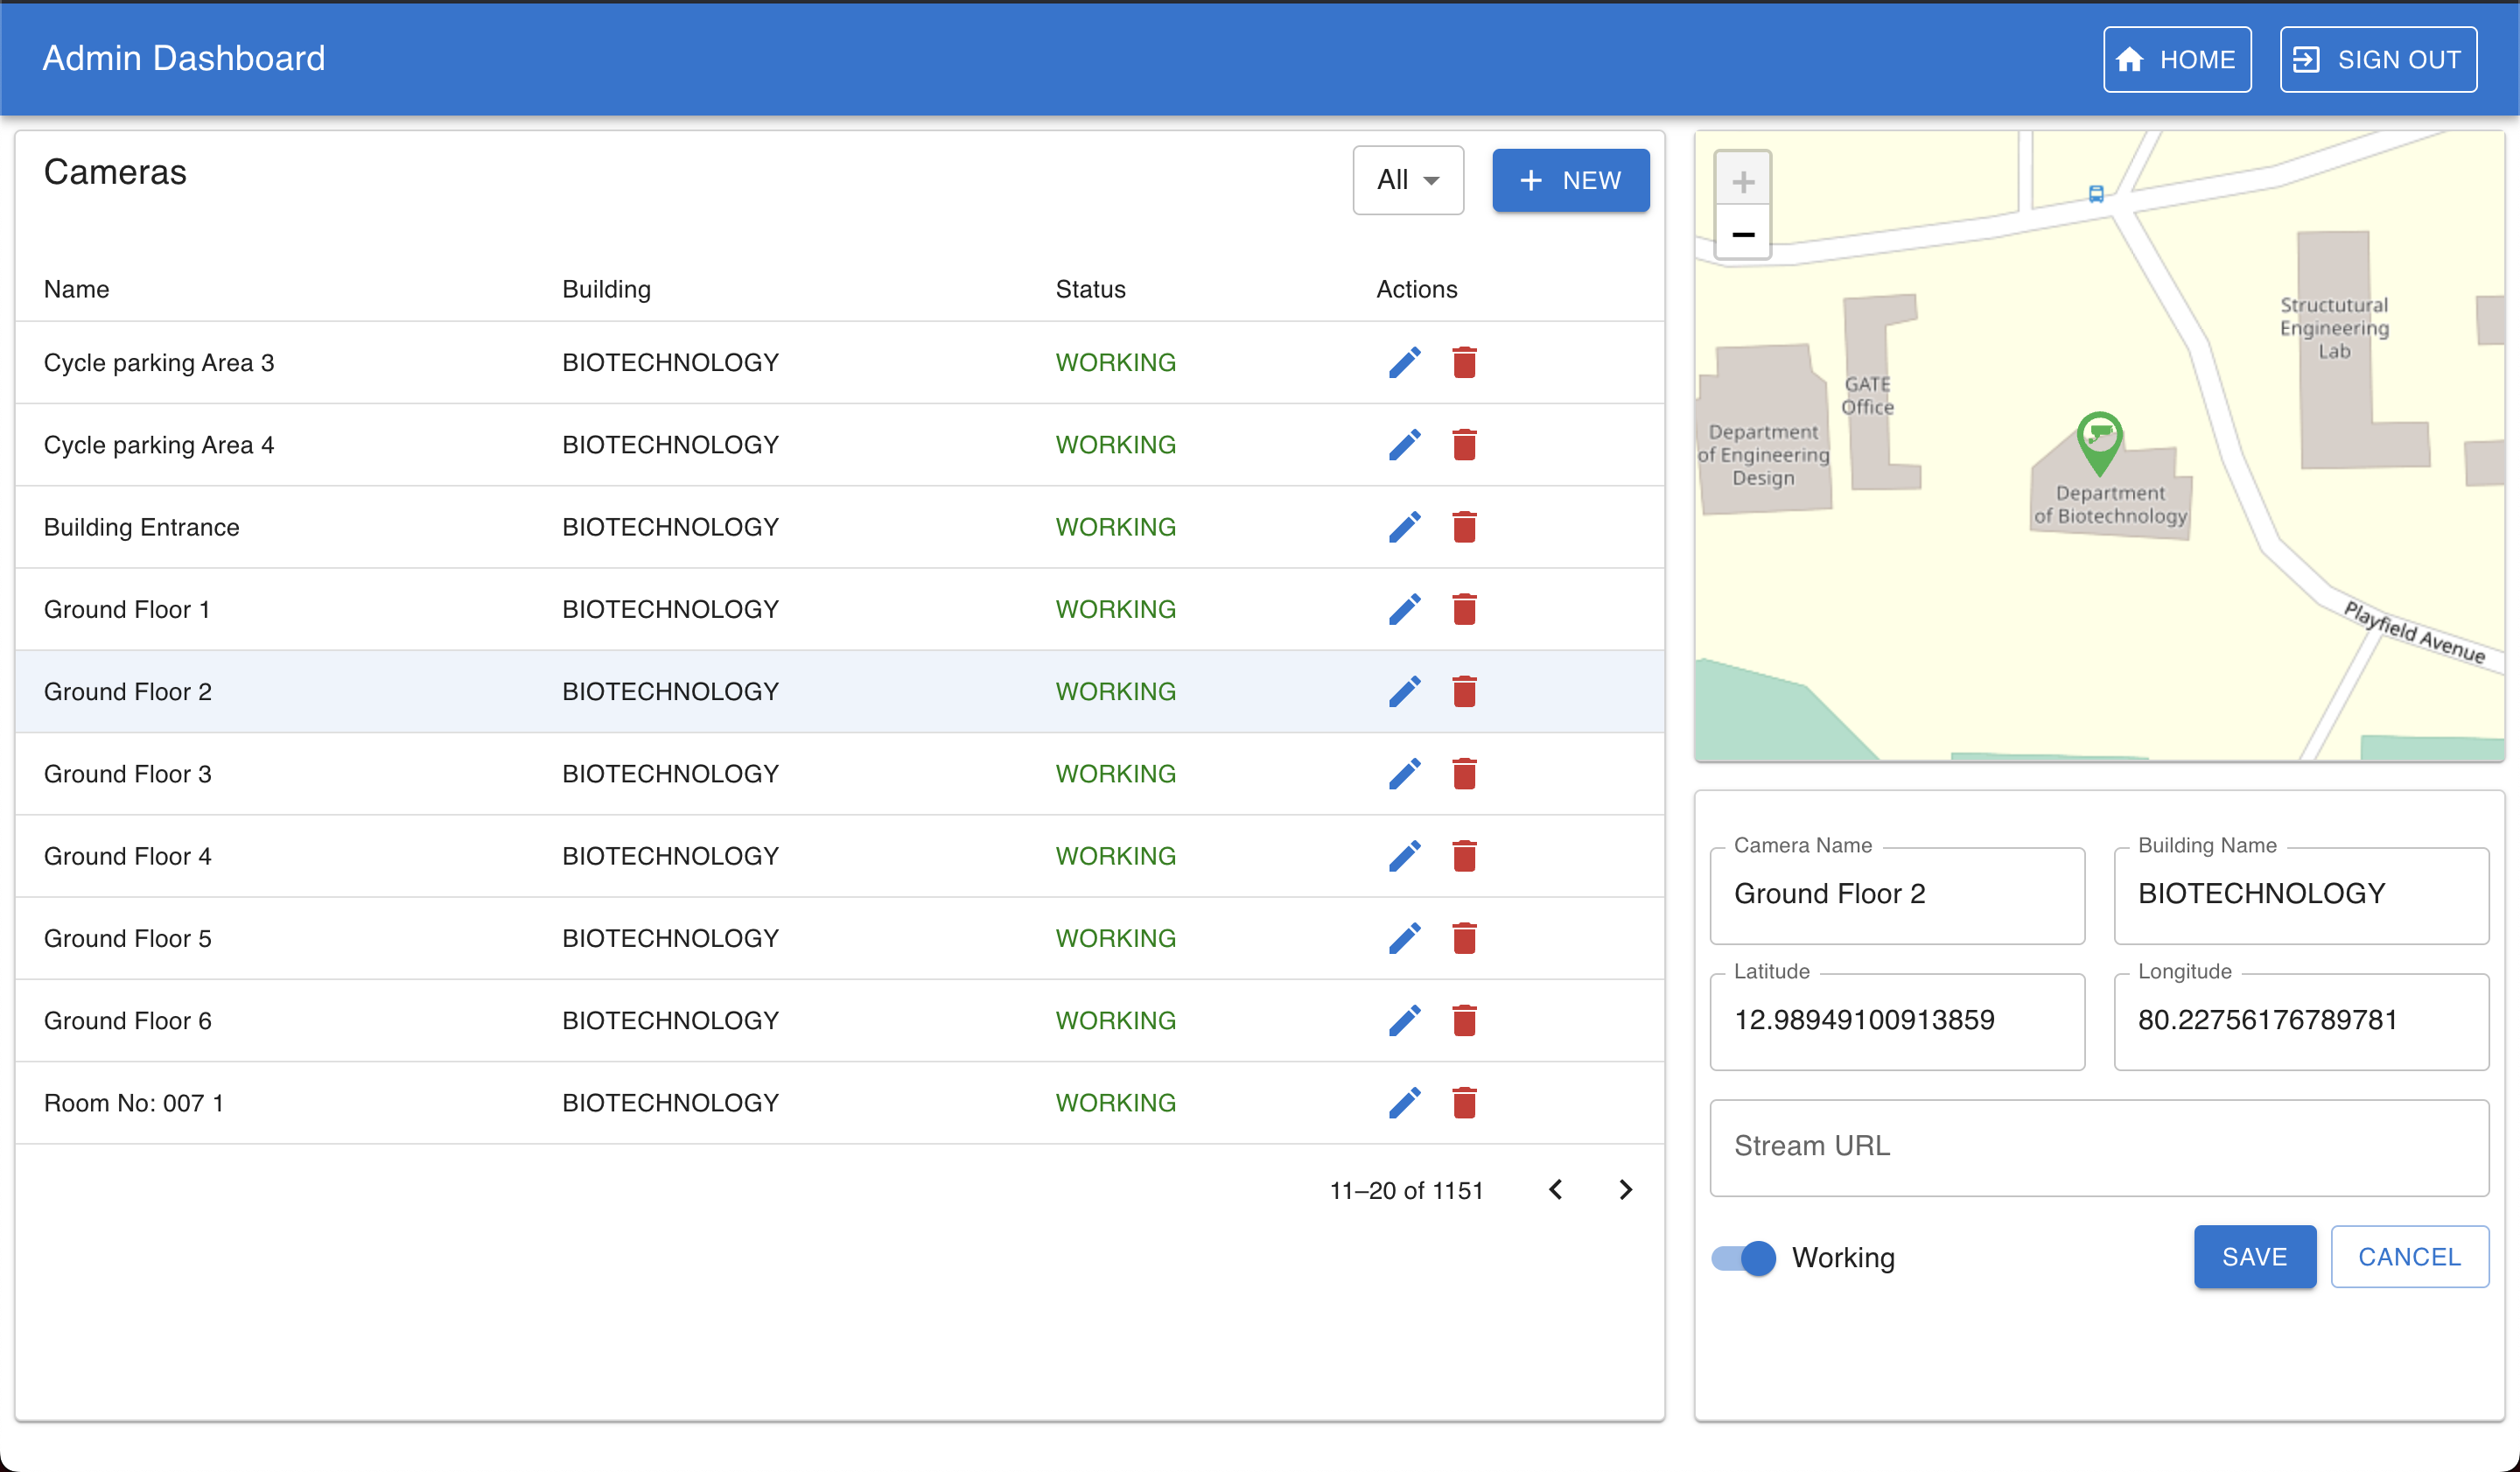 Admin Dashboard
HOME
SIGN OUT
Cameras
All
NEW
Name Building Status Actions
Cycle parking Area 3 BIOTECHNOLOGY WORKING
Cycle parking Area 4 BIOTECHNOLOGY WORKING
Building Entrance BIOTECHNOLOGY WORKING
Ground Floor 1 BIOTECHNOLOGY WORKING
Ground Floor 2 BIOTECHNOLOGY WORKING
Ground Floor 3 BIOTECHNOLOGY WORKING
Ground Floor 4 BIOTECHNOLOGY WORKING
Ground Floor 5 BIOTECHNOLOGY WORKING
Ground Floor 6 BIOTECHNOLOGY WORKING
Room No: 007 1 BIOTECHNOLOGY WORKING
11–20 of 1151
Structutural
Engineering
Lab
GATE
Office
Department
of Engineering
Design
Department
of Biotechnology
Playfield Avenue
Camera Name
Ground Floor 2
Building Name
BIOTECHNOLOGY
Latitude
12.98949100913859
Longitude
80.22756176789781
Stream URL
Working
SAVE
CANCEL